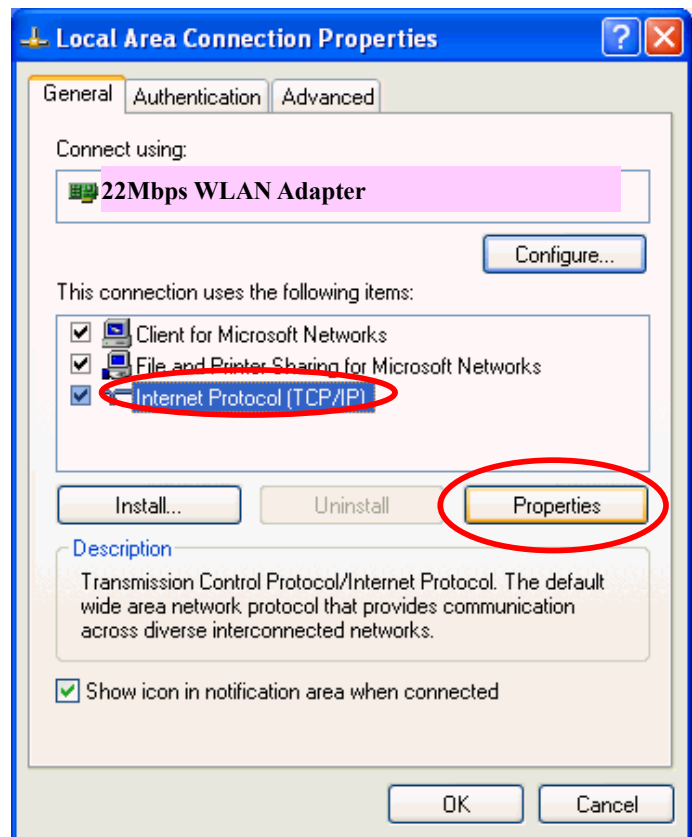 Local Area Connection Properties
General Authentication Advanced
Connect using:
22Mbps WLAN Adapter
Configure...
This connection uses the following items:
Client for Microsoft Networks
File and Printer Sharing for Microsoft Networks
Internet Protocol (TCP/IP)
Install... Uninstall Properties
Description
Transmission Control Protocol/Internet Protocol. The default
wide area network protocol that provides communication
across diverse interconnected networks.
Show icon in notification area when connected
OK Cancel